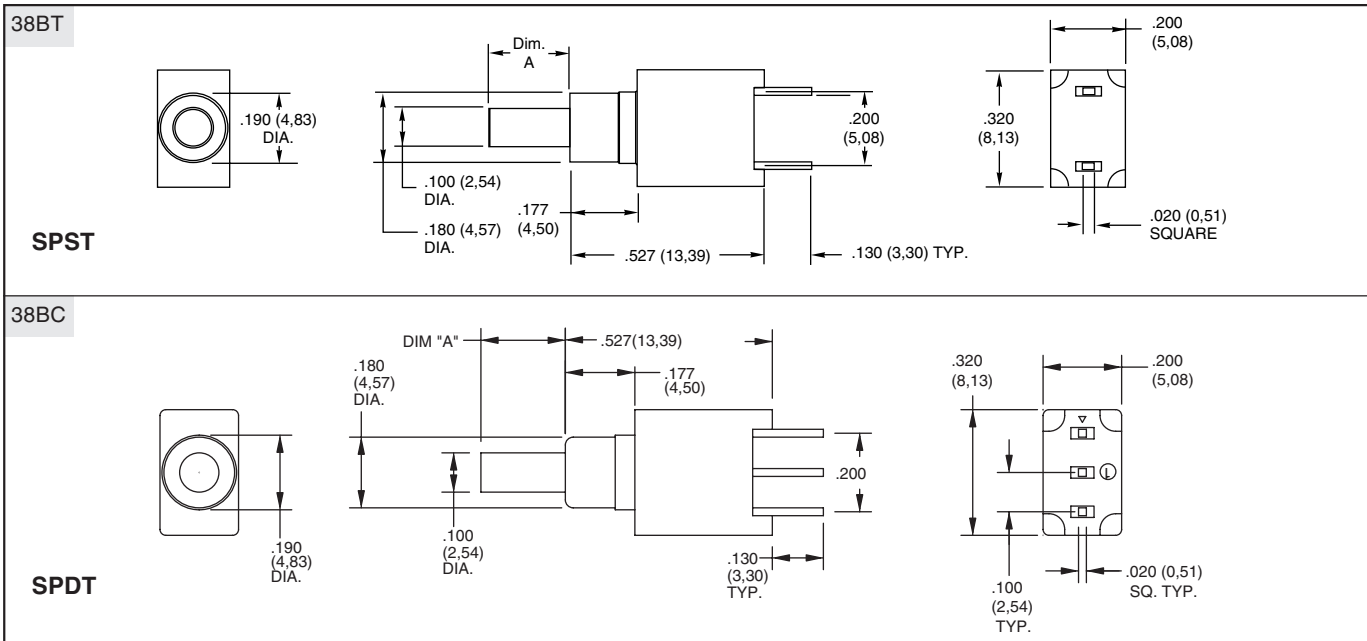 38BT
Dim.
A
.190 (4,83)
DIA.
.100 (2,54)
DIA.
.180 (4,57)
DIA.
.177
(4,50)
.527 (13,39)
.200
(5,08)
.130 (3,30) TYP.
.200
(5,08)
.320
(8,13)
.020 (0,51)
SQUARE
SPST
38BC
DIM "A"
.527(13,39)
.180
(4,57)
DIA.
.177
(4,50)
.190
(4,83)
DIA.
.100
(2,54)
DIA.
.200
.130
(3,30)
TYP.
.320
(8,13)
.200
(5,08)
.100
(2,54)
TYP.
.020 (0,51)
SQ. TYP.
SPDT